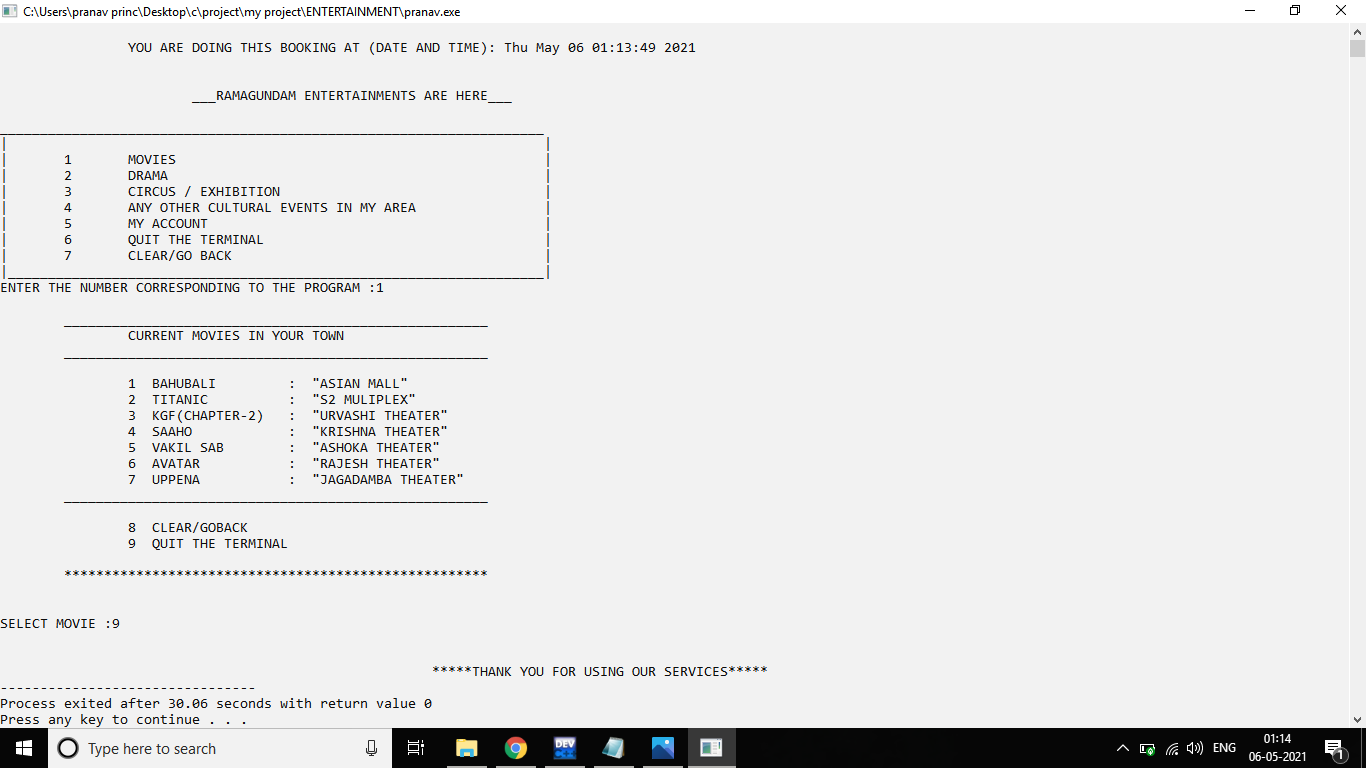 C:\Users\pranav princ\Desktop\c\project\my project\ENTERTAINMENT\pranav.exe
YOU ARE DOING THIS BOOKING AT (DATE AND TIME): Thu May 06 01:13:49 2021
___RAMAGUNDAM ENTERTAINMENTS ARE HERE___
1 MOVIES
2 DRAMA
3 CIRCUS / EXHIBITION
4 ANY OTHER CULTURAL EVENTS IN MY AREA
5 MY ACCOUNT
6 QUIT THE TERMINAL
7 CLEAR/GO BACK
ENTER THE NUMBER CORRESPONDING TO THE PROGRAM :1
CURRENT MOVIES IN YOUR TOWN
1 BAHUBALI : "ASIAN MALL"
2 TITANIC : "S2 MULIPLEX"
3 KGF(CHAPTER-2) : "URVASHI THEATER"
4 SAAHO : "KRISHNA THEATER"
5 VAKIL SAB : "ASHOKA THEATER"
6 AVATAR : "RAJESH THEATER"
7 UPPENA : "JAGADAMBA THEATER"
8 CLEAR/GOBACK
9 QUIT THE TERMINAL
*****************************************************
SELECT MOVIE :9
*****THANK YOU FOR USING OUR SERVICES*****
--------------------------------
Process exited after 30.06 seconds with return value 0
Press any key to continue . . .
Type here to search
DEV
ENG
01:14
06-05-2021
1